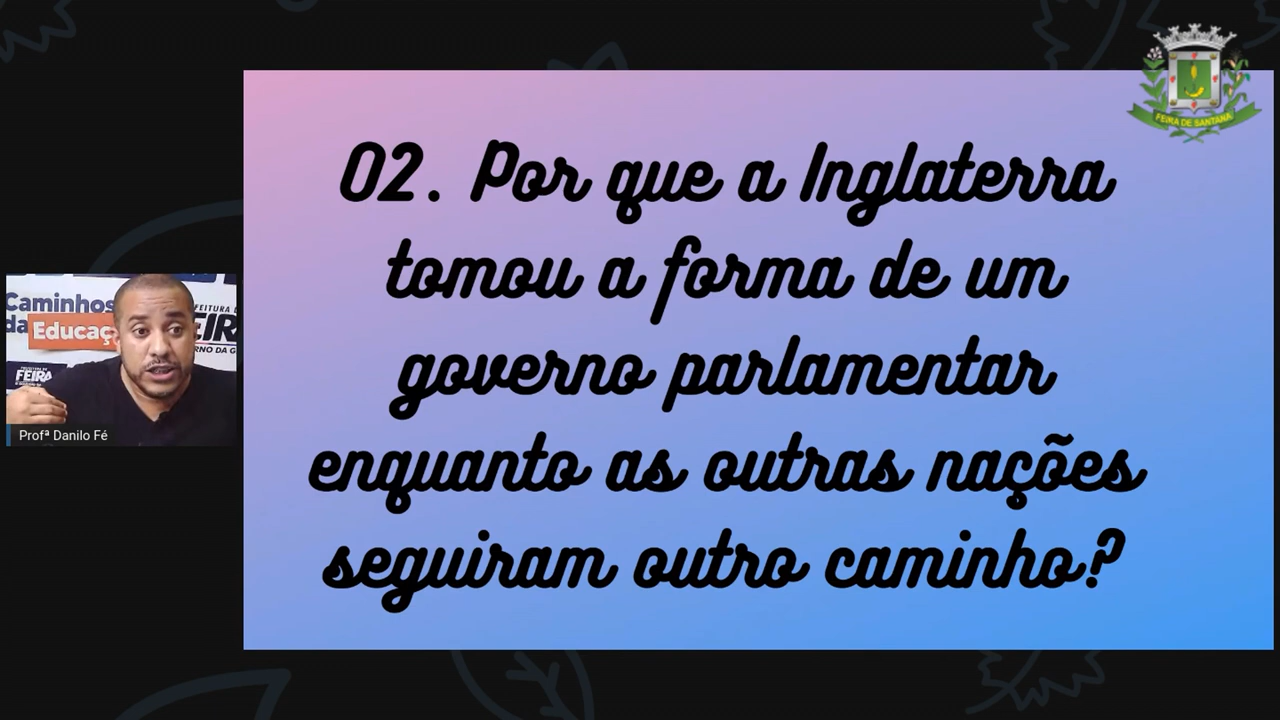 FEIRA DE SANTANA
02. Por que a Inglaterra
tomou a forma de um
governo parlamentar
enquanto as outras nações
seguiram outro caminho?
Caminhos
da
Educaç
FEIRA
Profª Danilo Fé